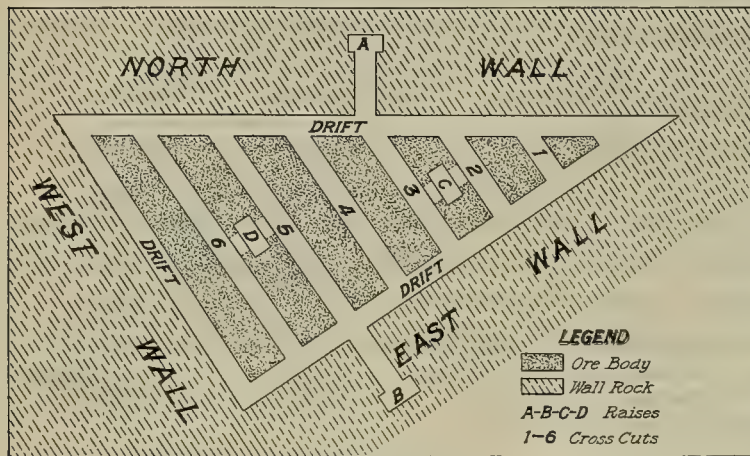 A
NORTH WALL
DRIFT
1
2
3
C
4
5
D
6
WEST
WALL
DRIFT
DRIFT
EAST
WALL
B
LEGEND
Ore Body
Wall Rock
A-B-C-D Raises
1-6 Cross Cuts